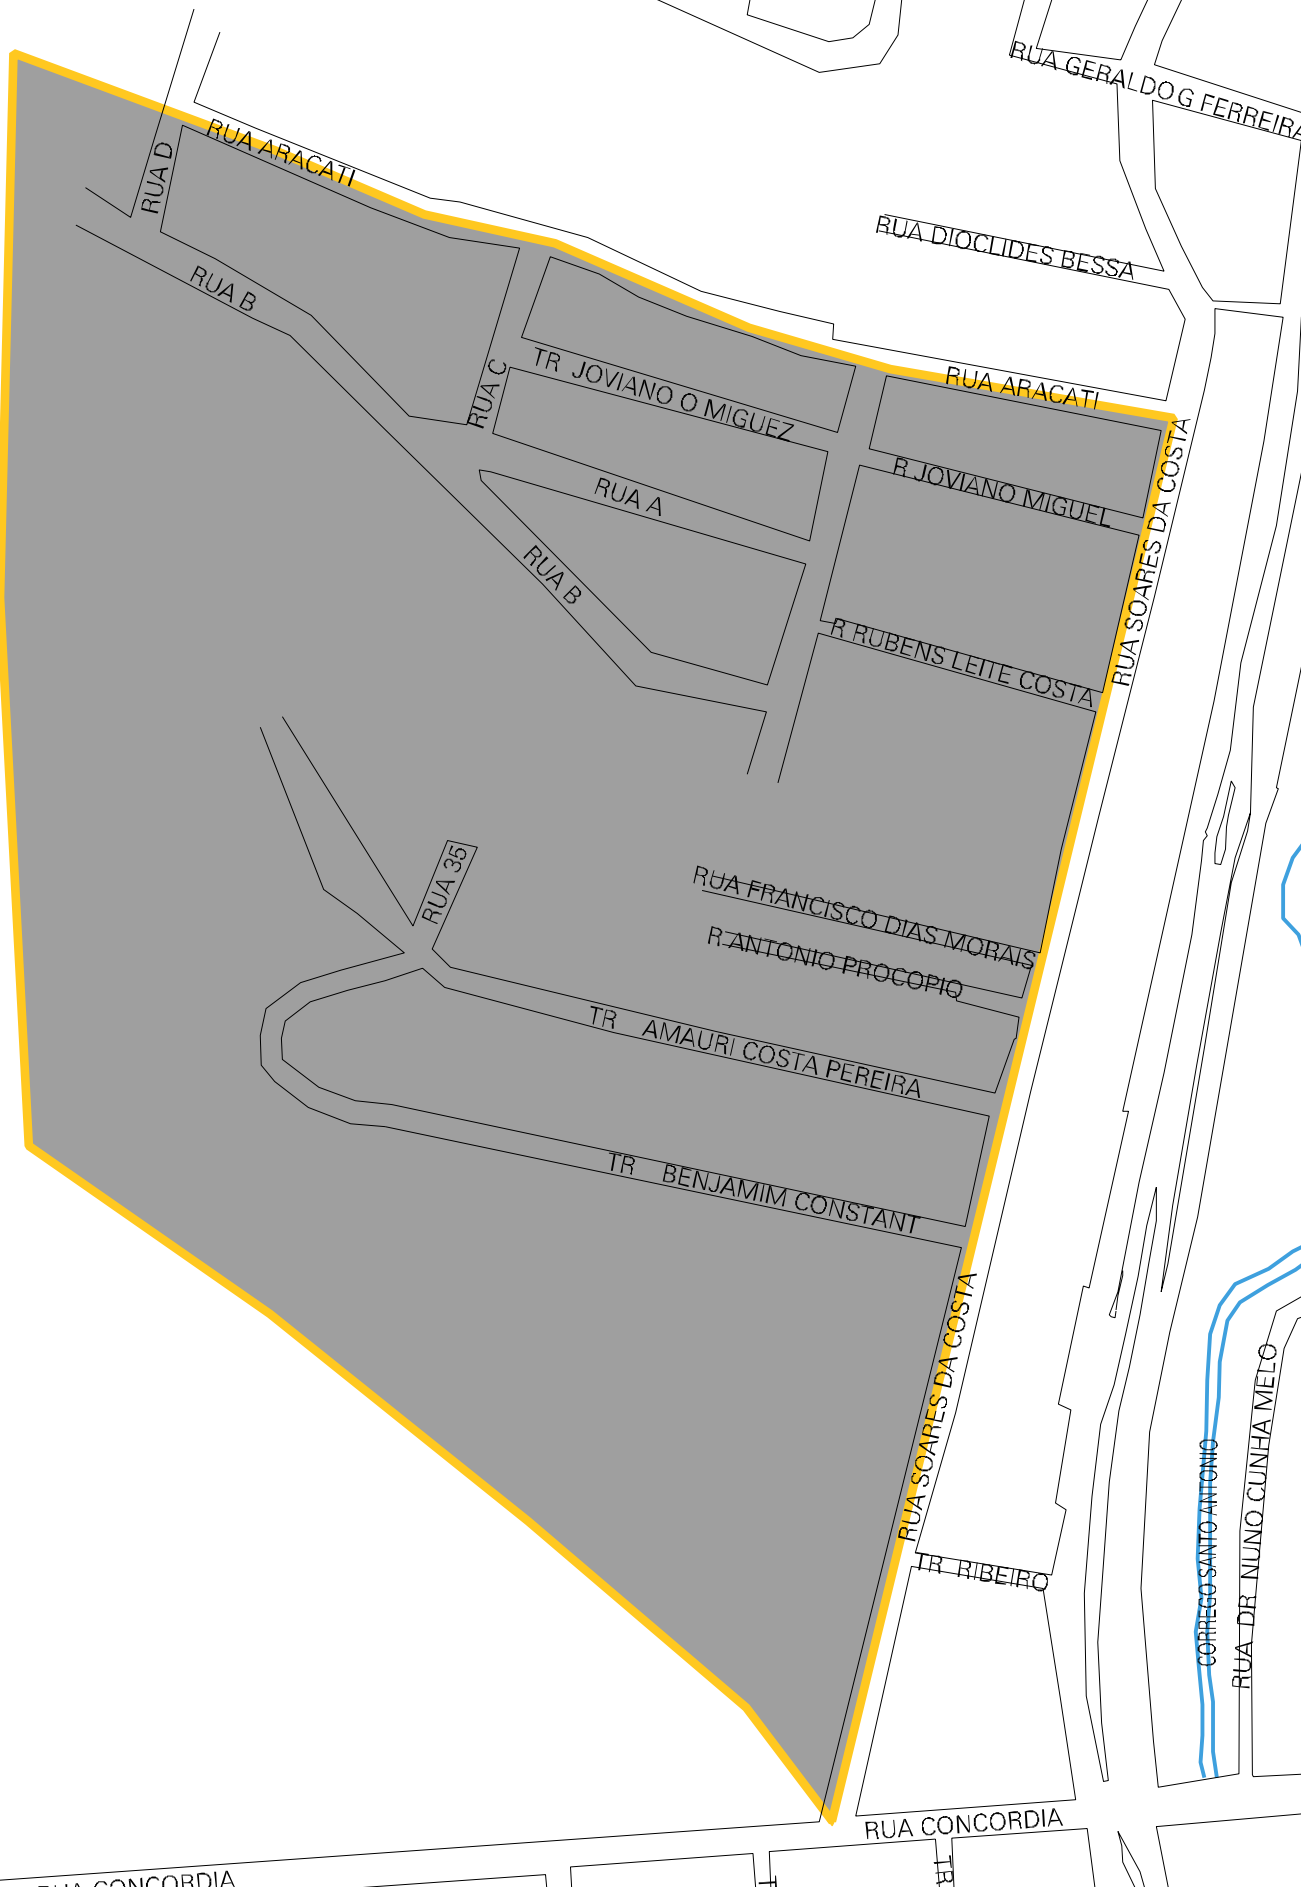 RUA GERALDO G FERREIRA
RUA D
RUA ARACATI
RUA DIOCLIDES BESSA
RUA B
RUA C
TR JOVIANO O MIGUEZ
RUA ARACATI
RUA A
R JOVIANO MIGUEL
RUA SOARES DA COSTA
RUA B
R RUBENS LEITE COSTA
RUA 35
RUA FRANCISCO DIAS MORAIS
R ANTONIO PROCOPIO
TR AMAURI COSTA PEREIRA
TR BENJAMIM CONSTANT
RUA SOARES DA COSTA
CORREGO SANTO ANTONIO
RUA DR NUNO CUNHA MELO
TR RIBEIRO
RUA CONCORDIA
RUA CONCORDIA
TR